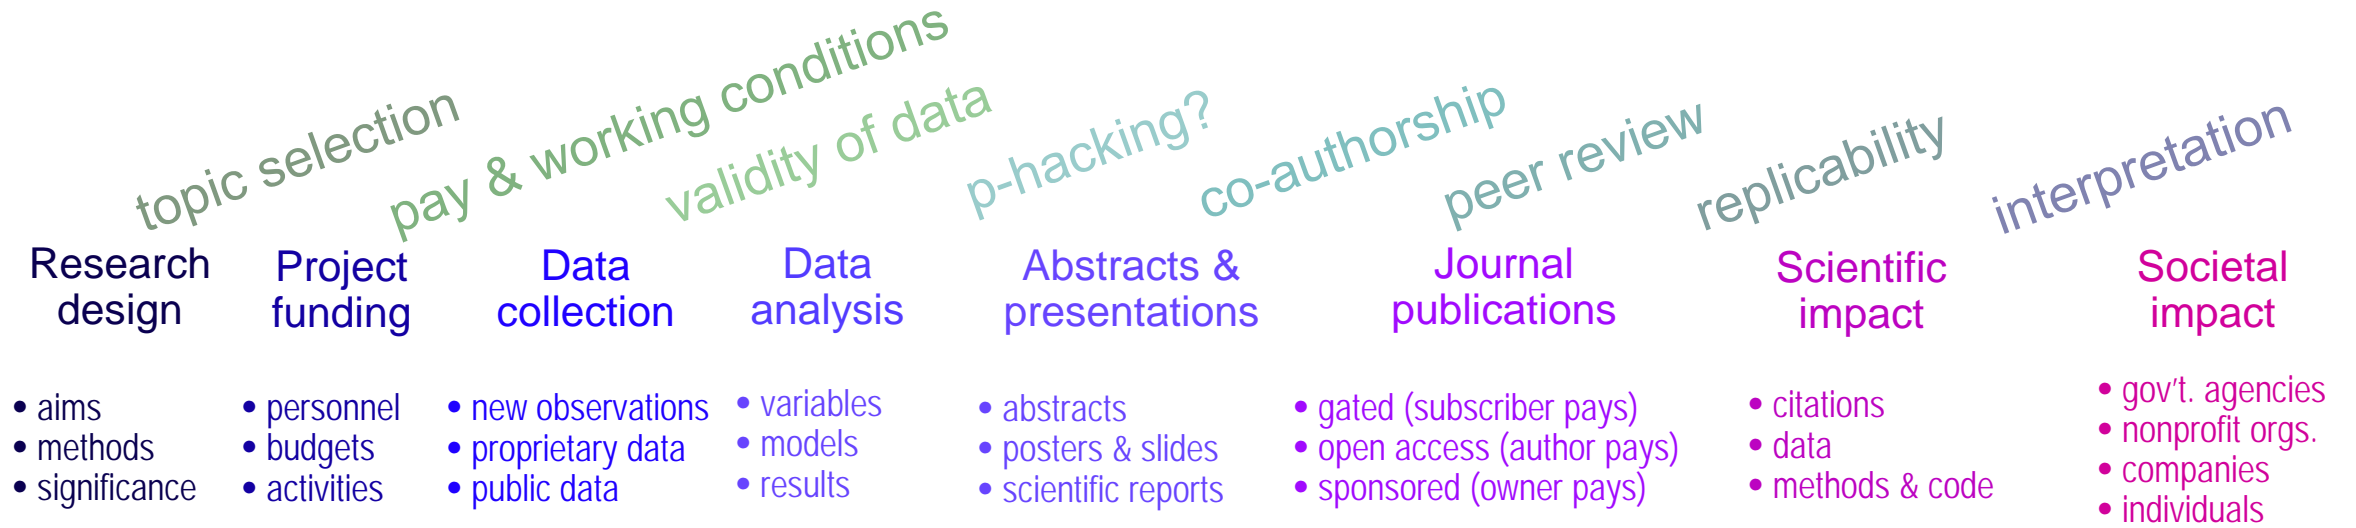 topic selection
pay & working conditions
validity of data
p-hacking?
co-authorship
peer review
replicability
interpretation
Research
design
• aims
• methods
• significance
Project
funding
• personnel
• budgets
• activities
Data
collection
• new observations
• proprietary data
• public data
Data
analysis
• variables
• models
• results
Abstracts &
presentations
• abstracts
• posters & slides
• scientific reports
Journal
publications
• gated (subscriber pays)
• open access (author pays)
• sponsored (owner pays)
Scientific
impact
• citations
• data
• methods & code
Societal
impact
• gov't. agencies
• nonprofit orgs.
• companies
• individuals